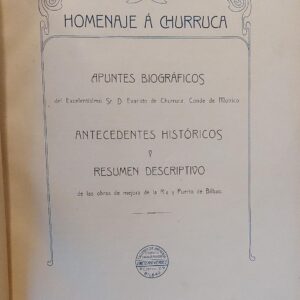 HOMENAJE Á CHURRUCA
APUNTES BIOGRÁFICOS
del Excelentísimo Sr. D. Evaristo de Churruca Conde de Motrico
ANTECEDENTES HISTÓRICOS
Y
RESUMEN DESCRIPTIVO
de las obras de mejora de la Ría y Puerto de Bilbao